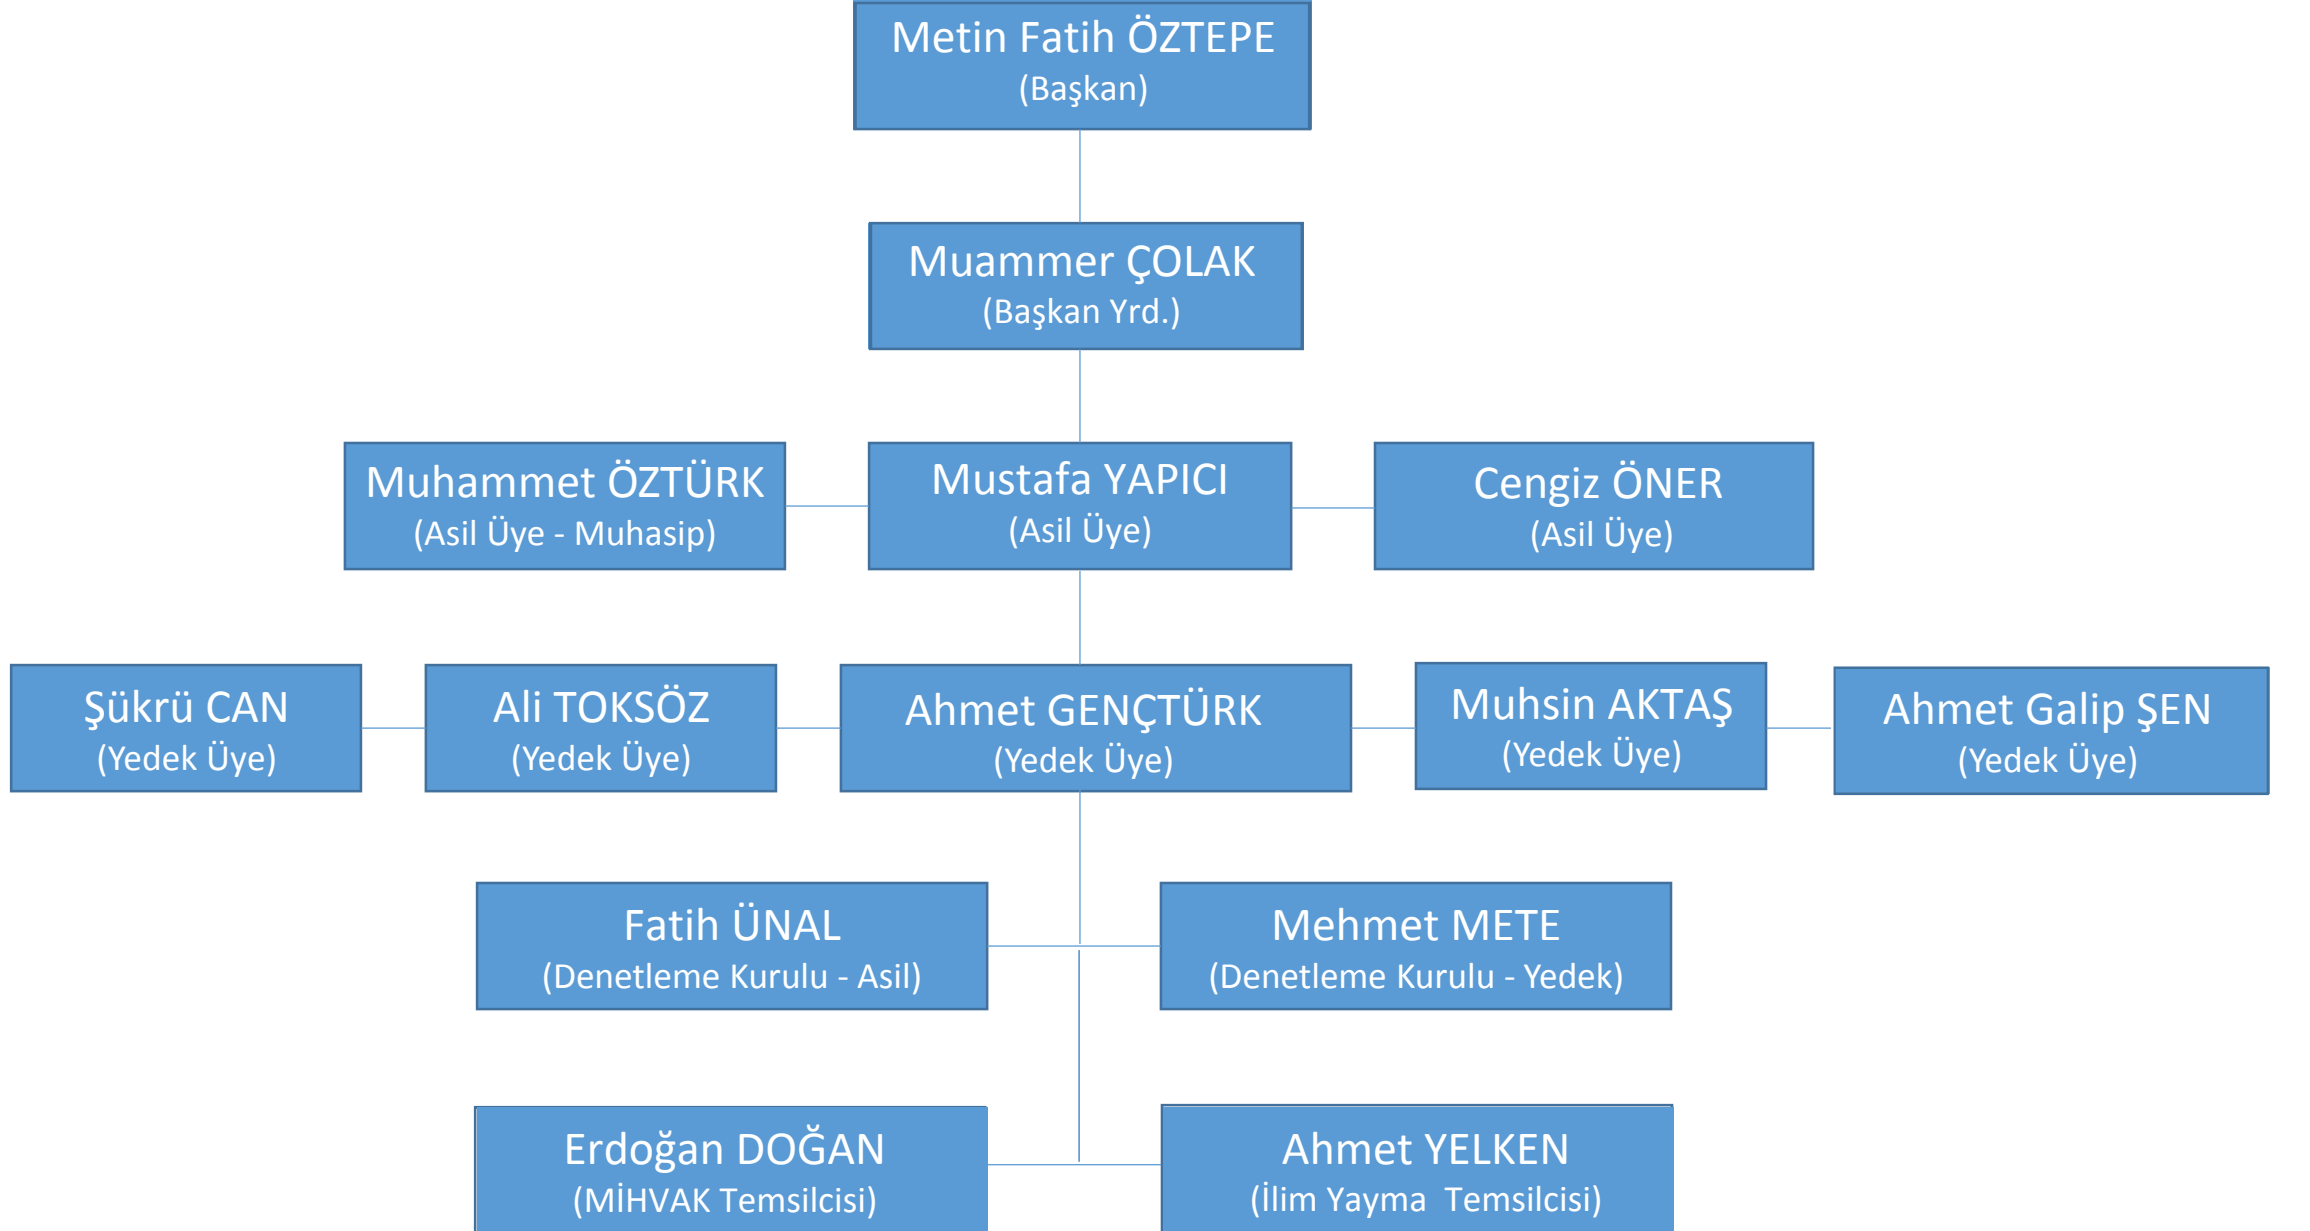 Metin Fatih ÖZTEPE
(Başkan)
Muammer ÇOLAK
(Başkan Yrd.)
Muhammet ÖZTÜRK
(Asil Üye - Muhasip)
Mustafa YAPICI
(Asil Üye)
Cengiz ÖNER
(Asil Üye)
Şükrü CAN
(Yedek Üye)
Ali TOKSÖZ
(Yedek Üye)
Ahmet GENÇTÜRK
(Yedek Üye)
Muhsin AKTAŞ
(Yedek Üye)
Ahmet Galip ŞEN
(Yedek Üye)
Fatih ÜNAL
(Denetleme Kurulu - Asil)
Mehmet METE
(Denetleme Kurulu - Yedek)
Erdoğan DOĞAN
(MİHVAK Temsilcisi)
Ahmet YELKEN
(İlim Yayma  Temsilcisi)